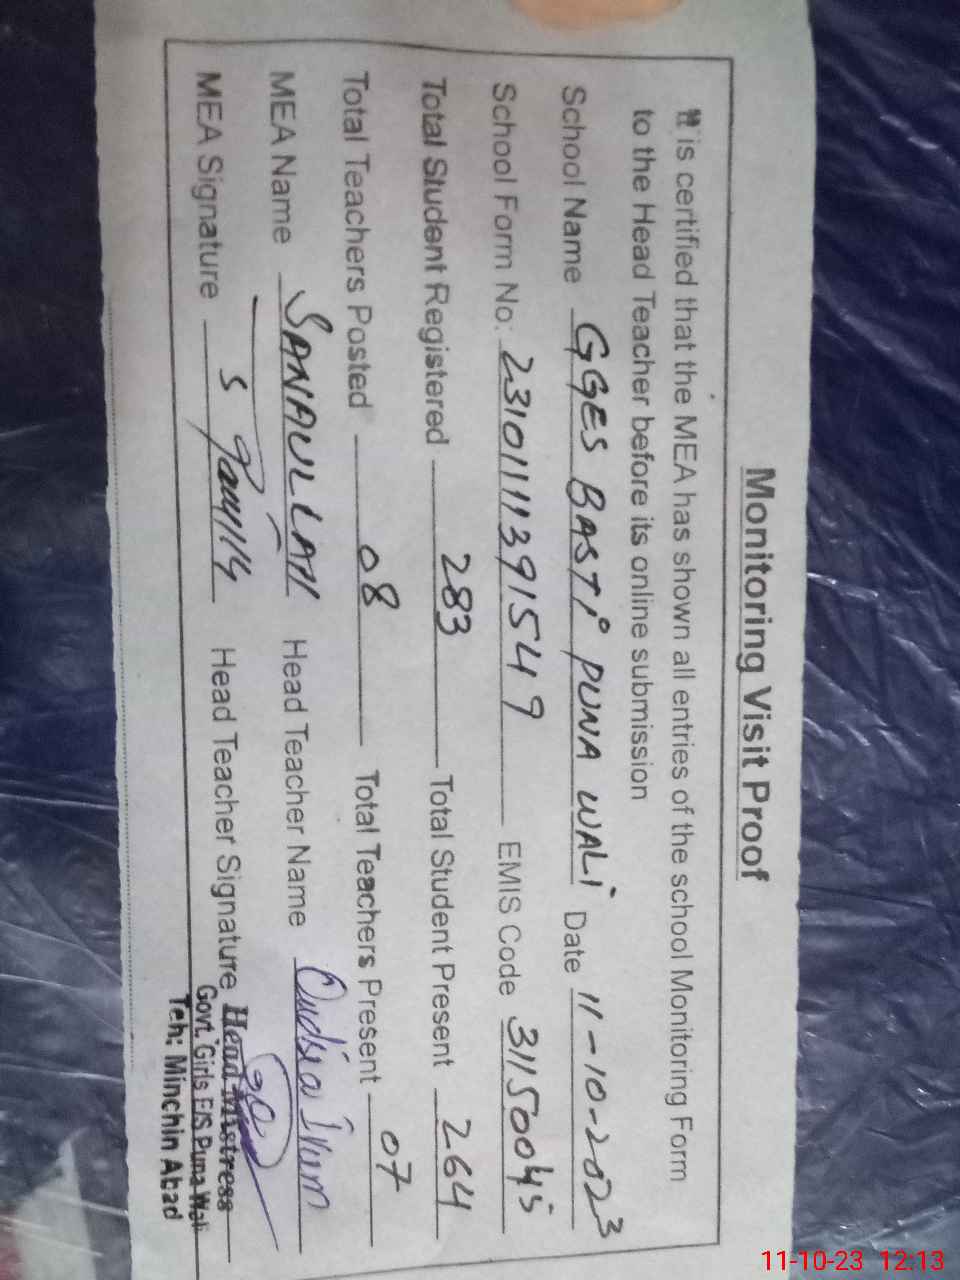 Monitoring Visit Proof
It is certified that the MEA has shown all entries of the school Monitoring Form
to the Head Teacher before its online submission
School Name GGES BASTI PUNA WALI Date 11-10-2023
School Form No: 2310111391549 EMIS Code 31150045
Total Student Registered 283 Total Student Present 264
Total Teachers Posted 08 Total Teachers Present 07
MEA Name SANAULLAH Head Teacher Name Qudsia Irum
MEA Signature Head Teacher Signature Head Mistress
Govt. Girls E/S Puna Wali
Teh: Minchin Abad
11-10-23 12:13